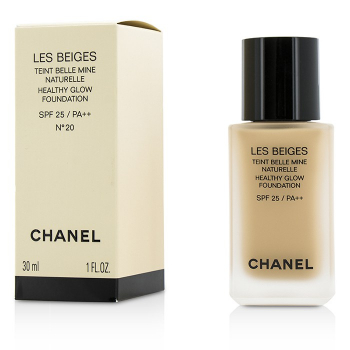 LES BEIGES
TEINT BELLE MINE
NATURELLE
HEALTHY GLOW
FOUNDATION
SPF 25 / PA++
N°20
CHANEL
30 ml
1 FL.OZ.
LES BEIGES
TEINT BELLE MINE
NATURELLE
HEALTHY GLOW
FOUNDATION
SPF 25 / PA++
CHANEL